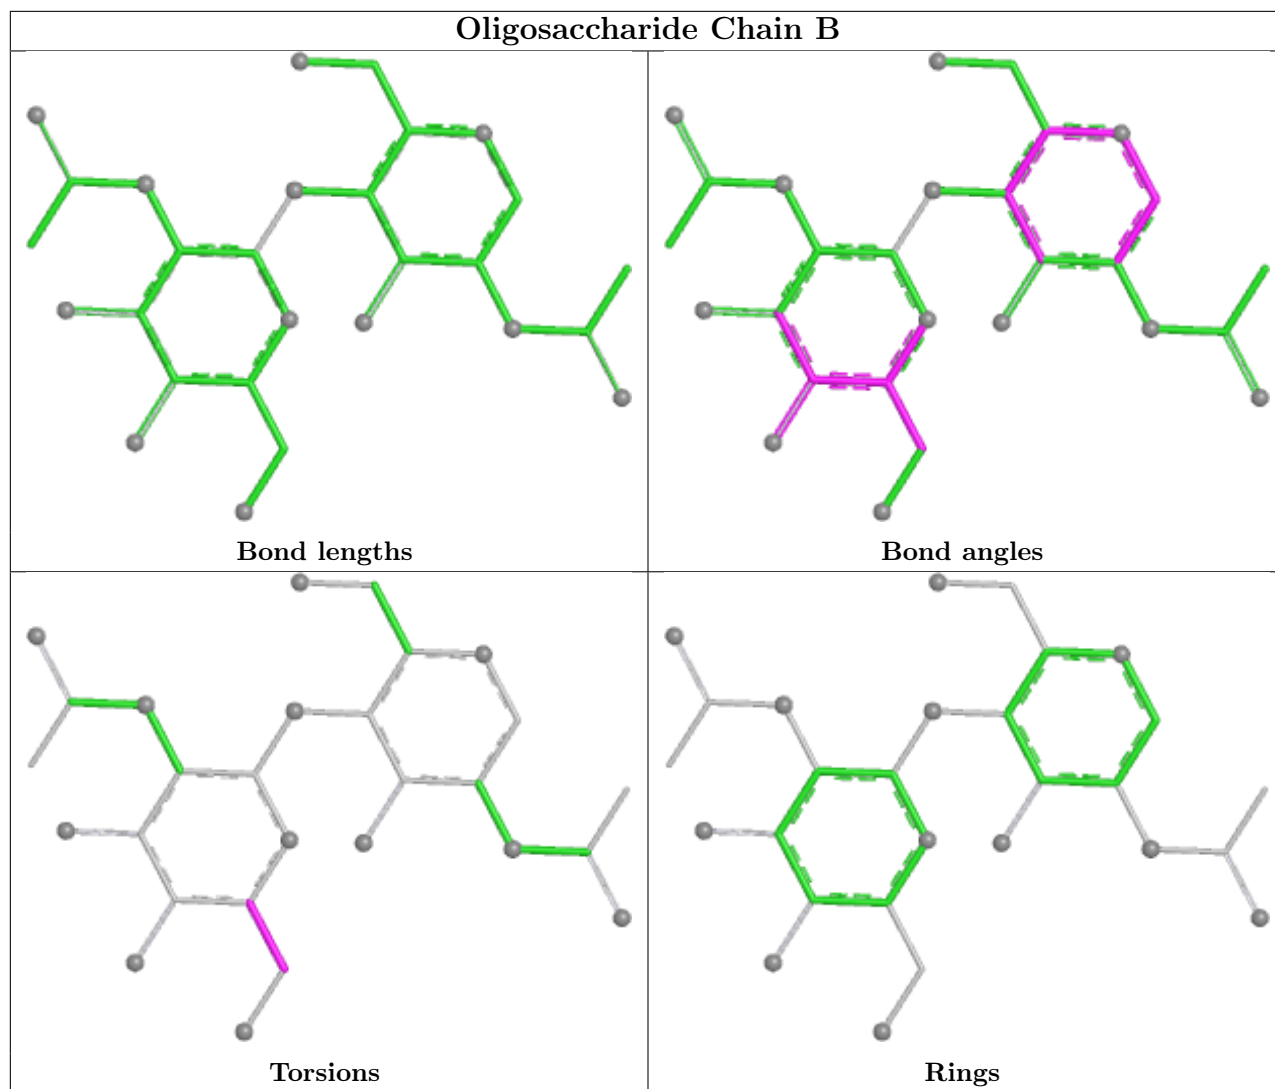 Oligosaccharide Chain B
Bond lengths
Bond angles
Torsions
Rings